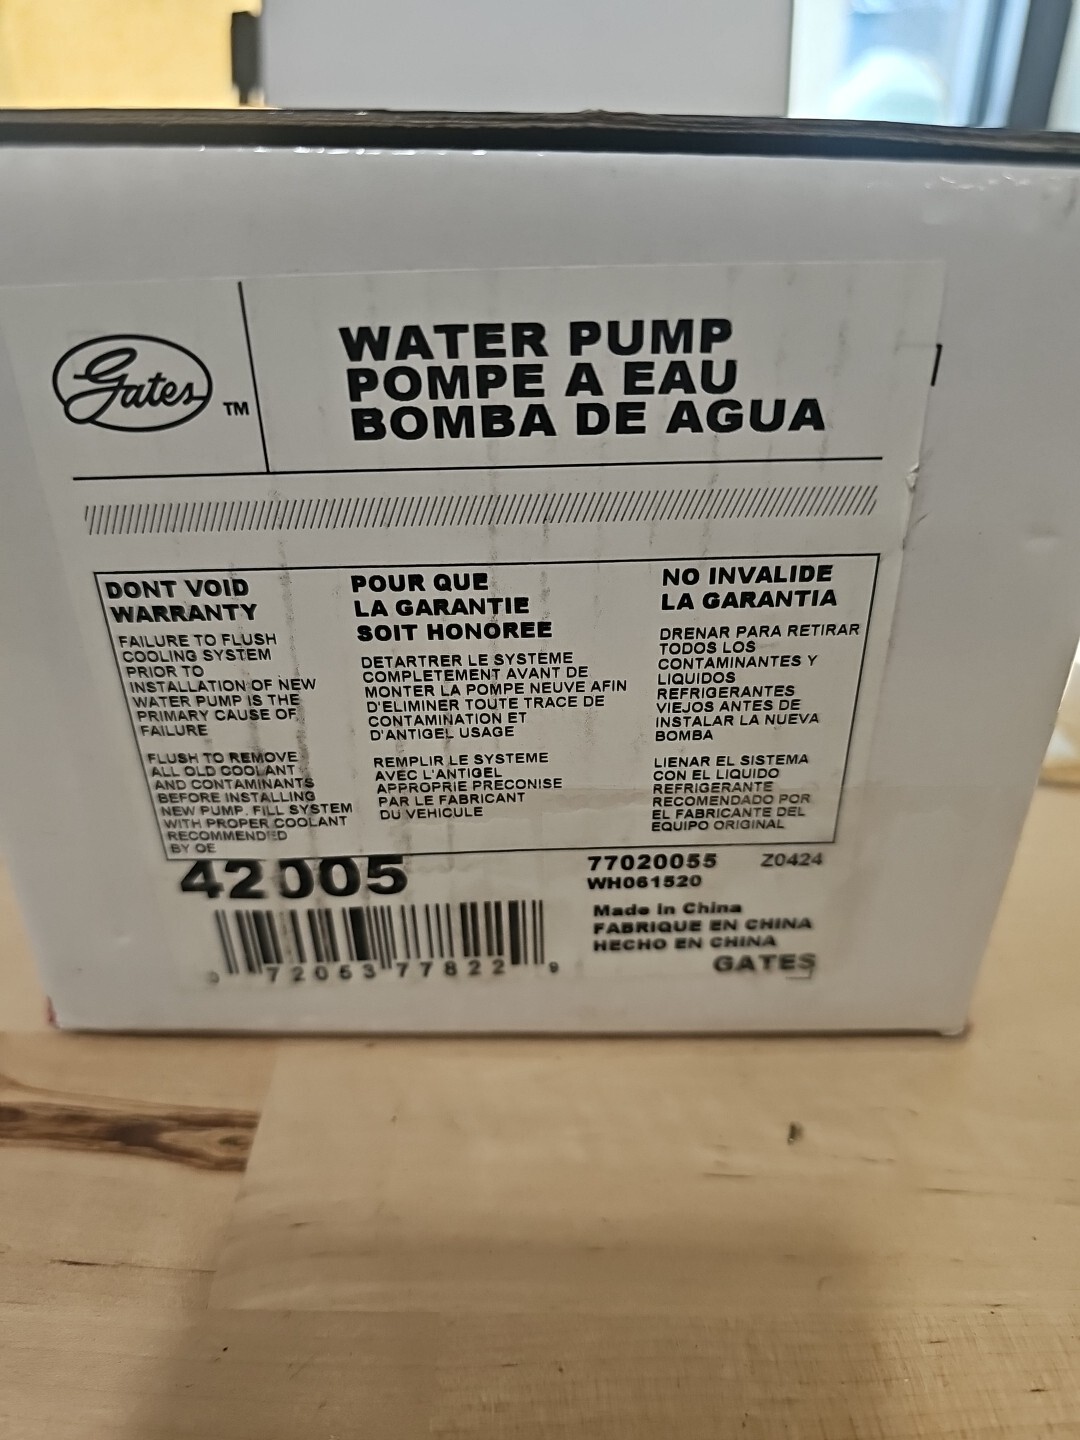 Gates TM
WATER PUMP
POMPE A EAU
BOMBA DE AGUA
DONT VOID
WARRANTY
FAILURE TO FLUSH
COOLING SYSTEM
PRIOR TO
INSTALLATION OF NEW
WATER PUMP IS THE
PRIMARY CAUSE OF
FAILURE
FLUSH TO REMOVE
ALL OLD COOLANT
AND CONTAMINANTS
BEFORE INSTALLING
NEW PUMP. FILL SYSTEM
WITH PROPER COOLANT
RECOMMENDED
BY OE
POUR QUE
LA GARANTIE
SOIT HONOREE
DETARTRER LE SYSTEME
COMPLETEMENT AVANT DE
MONTER LA POMPE NEUVE AFIN
D'ELIMINER TOUTE TRACE DE
CONTAMINATION ET
D'ANTIGEL USAGE
REMPLIR LE SYSTEME
AVEC L'ANTIGEL
APPROPRIE PRECONISE
PAR LE FABRICANT
DU VEHICULE
NO INVALIDE
LA GARANTIA
DRENAR PARA RETIRAR
TODOS LOS
CONTAMINANTES Y
LIQUIDOS
REFRIGERANTES
VIEJOS ANTES DE
INSTALAR LA NUEVA
BOMBA
LIENAR EL SISTEMA
CON EL LIQUIDO
REFRIGERANTE
RECOMENDADO POR
EL FABRICANTE DEL
EQUIPO ORIGINAL
42005
0 72053 77822 9
77020055 Z0424
WH061520
Made In China
FABRIQUE EN CHINA
HECHO EN CHINA
GATES